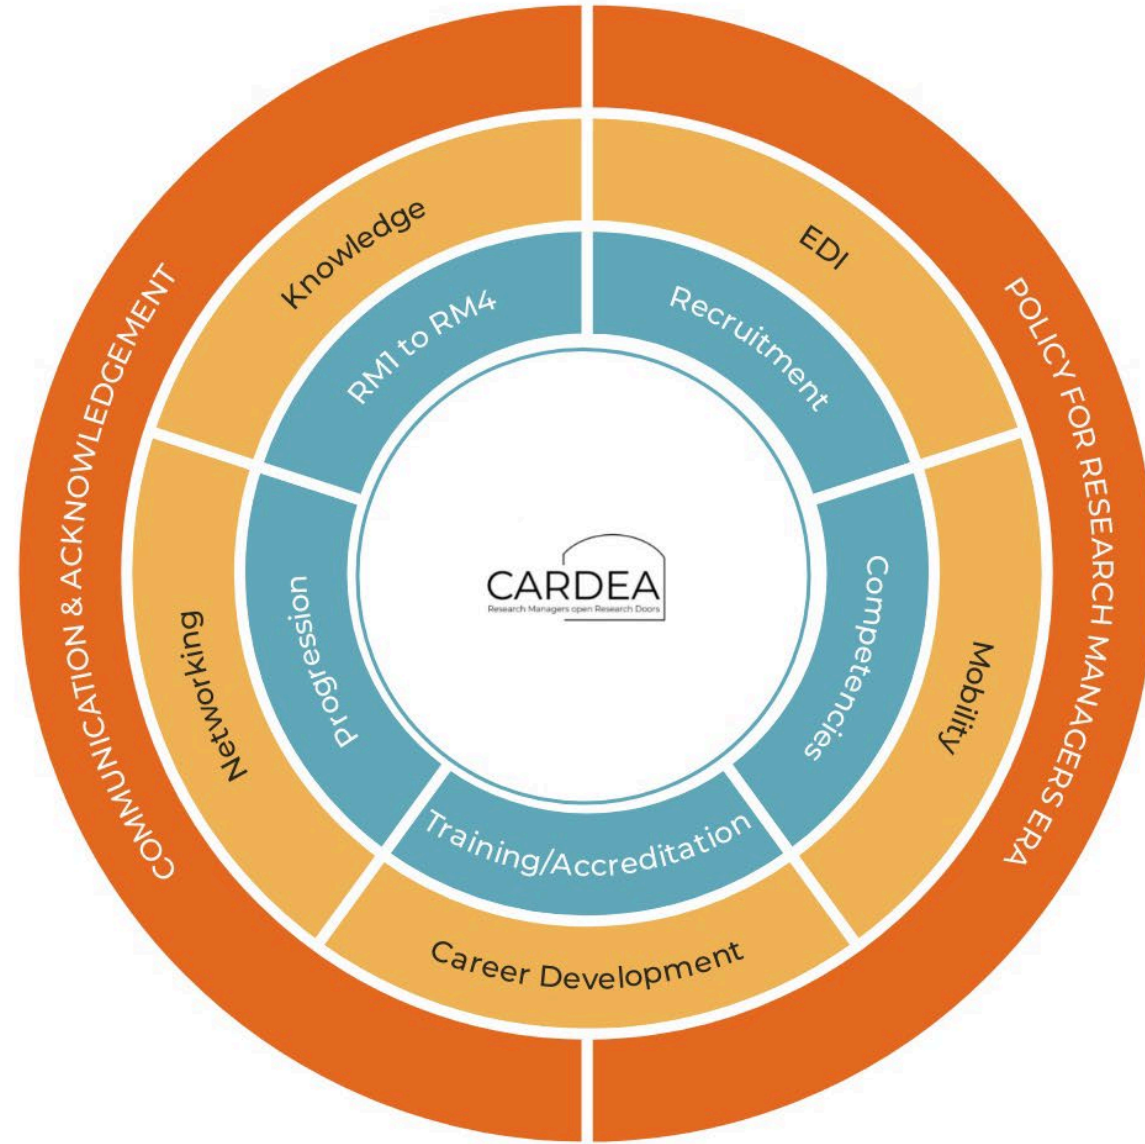 COMMUNICATION & ACKNOWLEDGEMENT
POLICY FOR RESEARCH MANAGERS ERA
Knowledge
EDI
Mobility
Career Development
Networking
RM1 to RM4
Recruitment
Competencies
Training/Accreditation
Progression
CARDEA
Research Managers open Research Doors